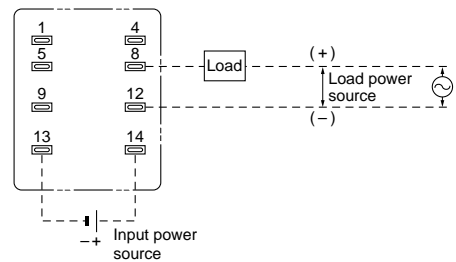 1 4
5 8
Load
(+)
Load power
source
9 12
(−)
13 14
−+
Input power
source